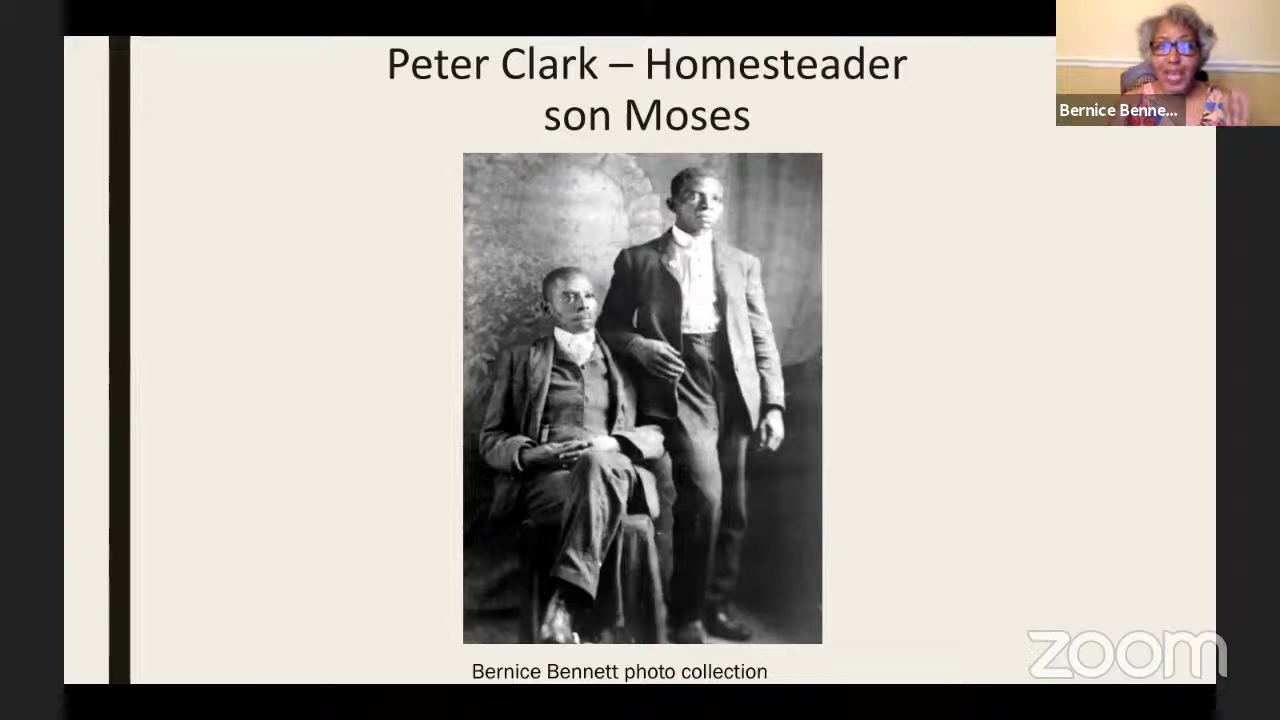 Peter Clark – Homesteader
son Moses
Bernice Benne...
Bernice Bennett photo collection
zoom